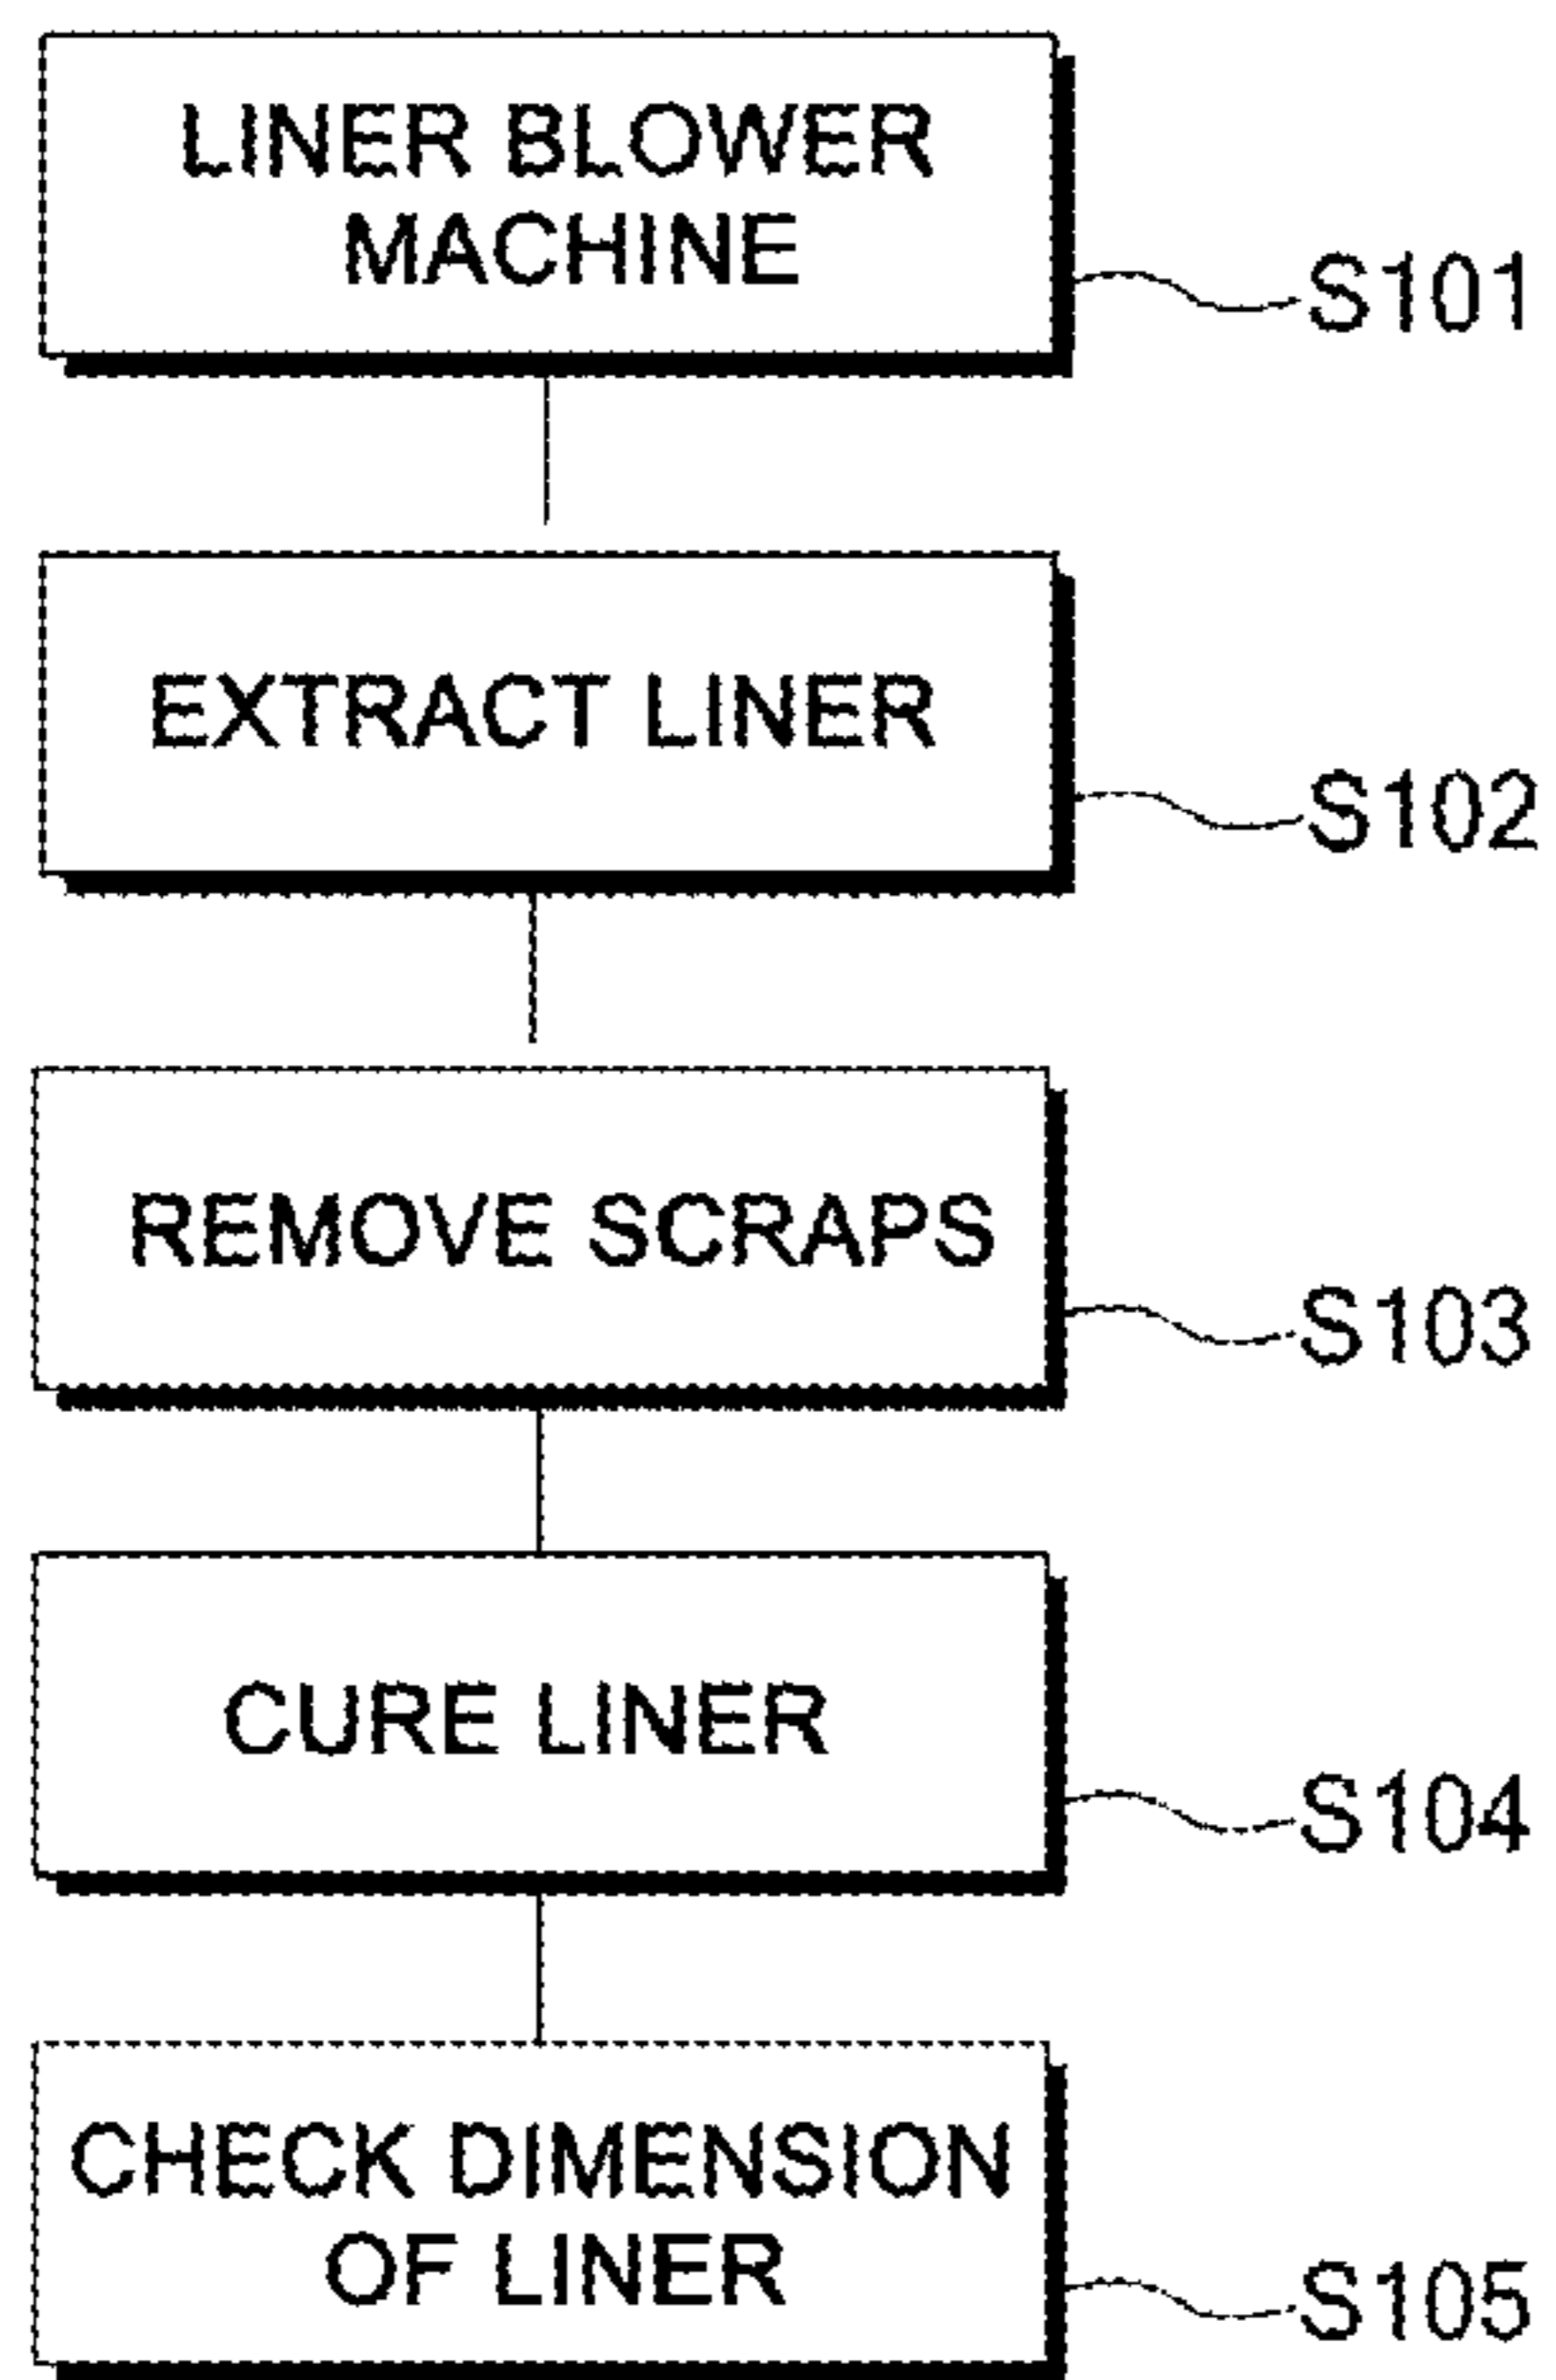 LINER BLOWER
MACHINE
S101
EXTRACT LINER
S102
REMOVE SCRAPS
S103
CURE LINER
S104
CHECK DIMENSION
OF LINER
S105